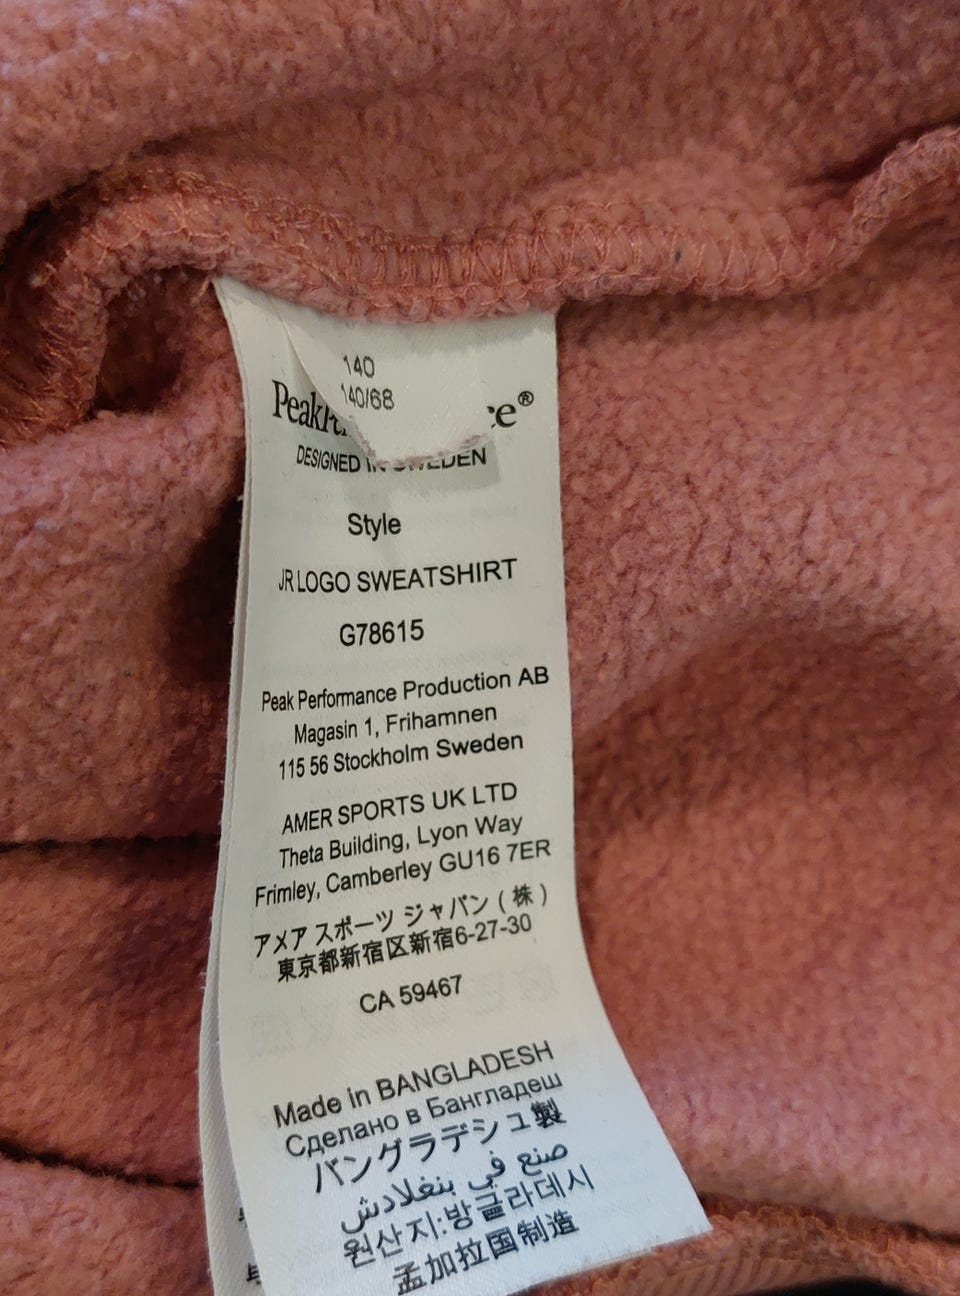 140
140/68
DESIGNED IN SWEDEN
Style
JR LOGO SWEATSHIRT
G78615
Peak Performance Production AB
Magasin 1, Frihamnen
115 56 Stockholm Sweden
AMER SPORTS UK LTD
Theta Building, Lyon Way
Frimley, Camberley GU16 7ER
アメア スポーツ ジャパン ( 株 )
東京都新宿区新宿6-27-30
CA 59467
Made in BANGLADESH
Сделано в Бангладеш
バングラデシュ製
صنع في بنغلادش
원산지:방글라데시
孟加拉国制造